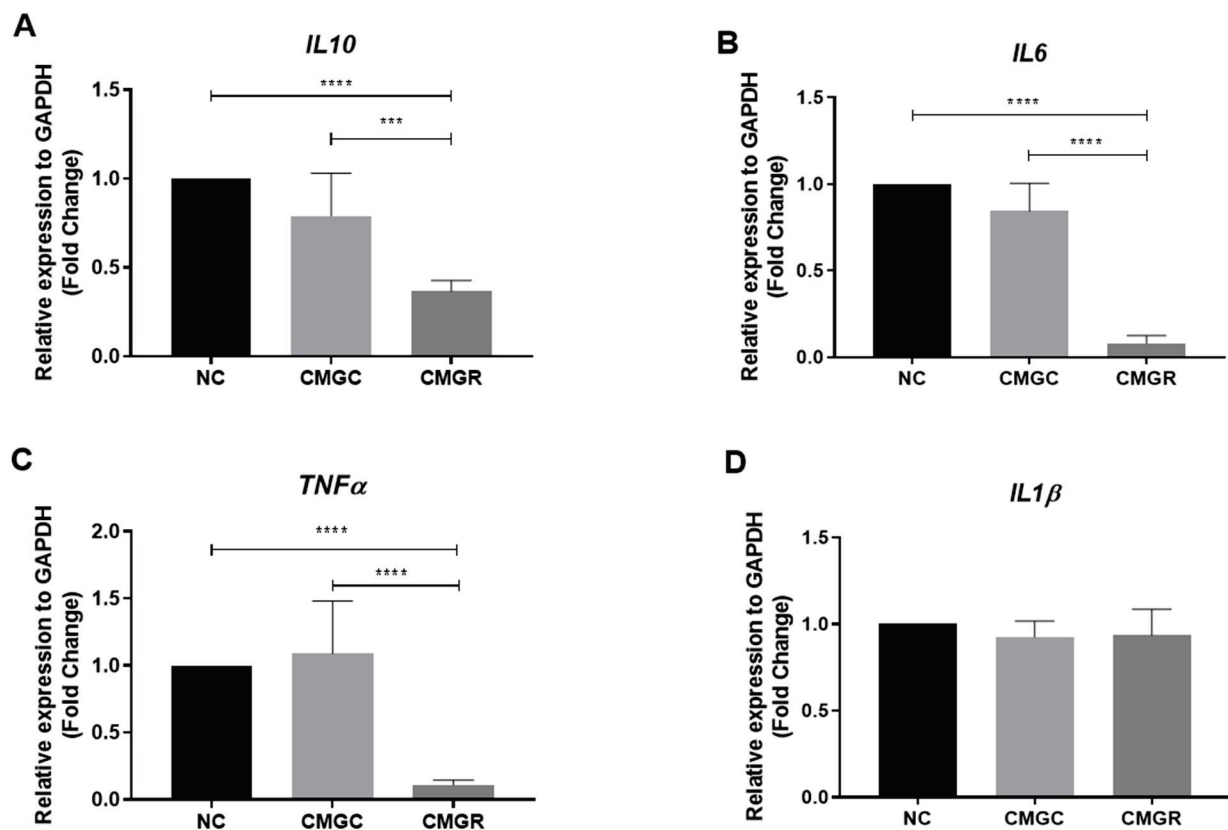 A
IL10
Relative expression to GAPDH
(Fold Change)
1.5
1.0
0.5
0.0
****
***
NC CMGC CMGR
B
IL6
Relative expression to GAPDH
(Fold Change)
1.5
1.0
0.5
0.0
****
****
NC CMGC CMGR
C
TNFα
Relative expression to GAPDH
(Fold Change)
2.0
1.5
1.0
0.5
0.0
****
****
NC CMGC CMGR
D
IL1β
Relative expression to GAPDH
(Fold Change)
1.5
1.0
0.5
0.0
NC CMGC CMGR